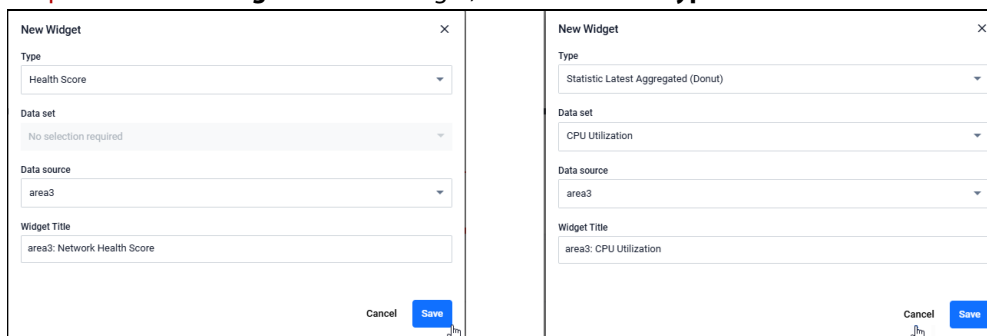 New Widget
Type
Health Score
Data set
No selection required
Data source
area3
Widget Title
area3: Network Health Score
Cancel Save
New Widget
Type
Statistic Latest Aggregated (Donut)
Data set
CPU Utilization
Data source
area3
Widget Title
area3: CPU Utilization
Cancel Save